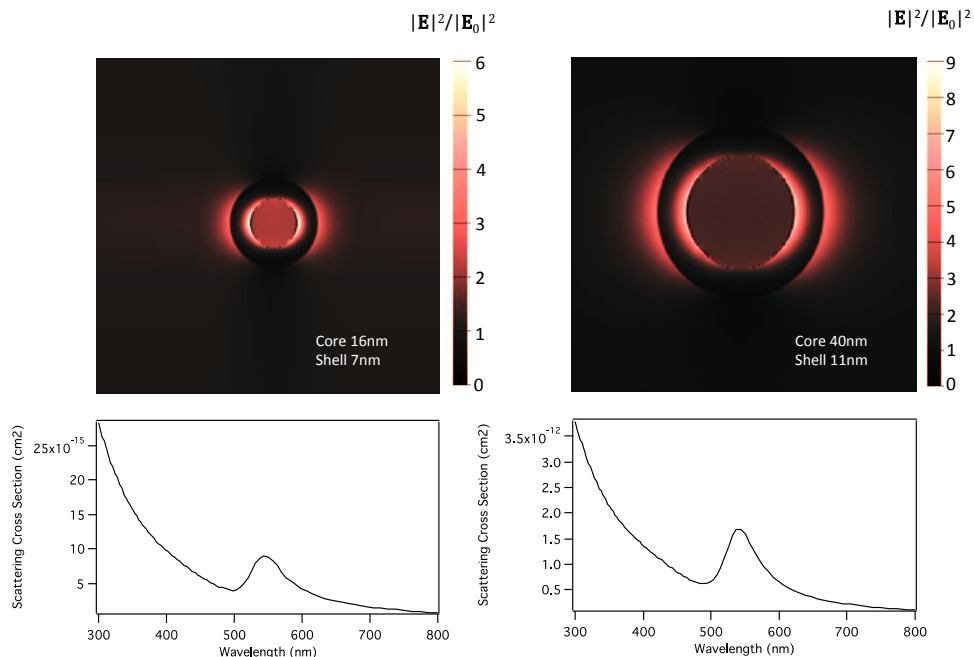 |E|²/|E₀|²
6
5
4
3
2
1
0
Core 16nm
Shell 7nm
|E|²/|E₀|²
9
8
7
6
5
4
3
2
1
0
Core 40nm
Shell 11nm
Scattering Cross Section (cm2)
25x10⁻¹⁵
20
15
10
5
300 400 500 600 700 800
Wavelength (nm)
Scattering Cross Section (cm2)
3.5x10⁻¹²
3.0
2.5
2.0
1.5
1.0
0.5
300 400 500 600 700 800
Wavelength (nm)